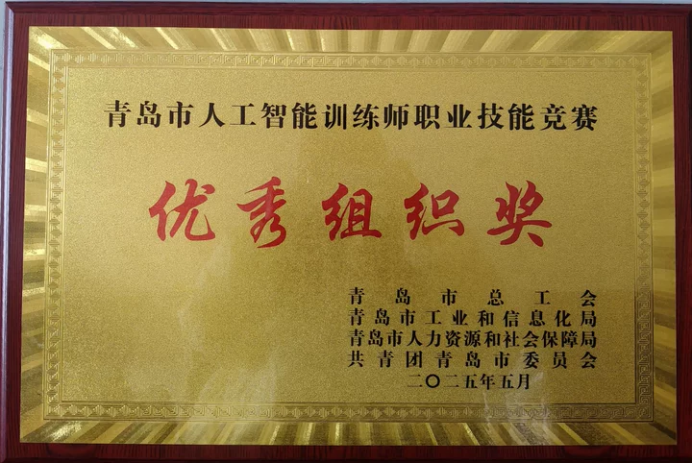 青岛市人工智能训练师职业技能竞赛
优秀组织奖
青岛市总工会
青岛市工业和信息化局
青岛市人力资源和社会保障局
共青团青岛市委员会
二〇二五年五月